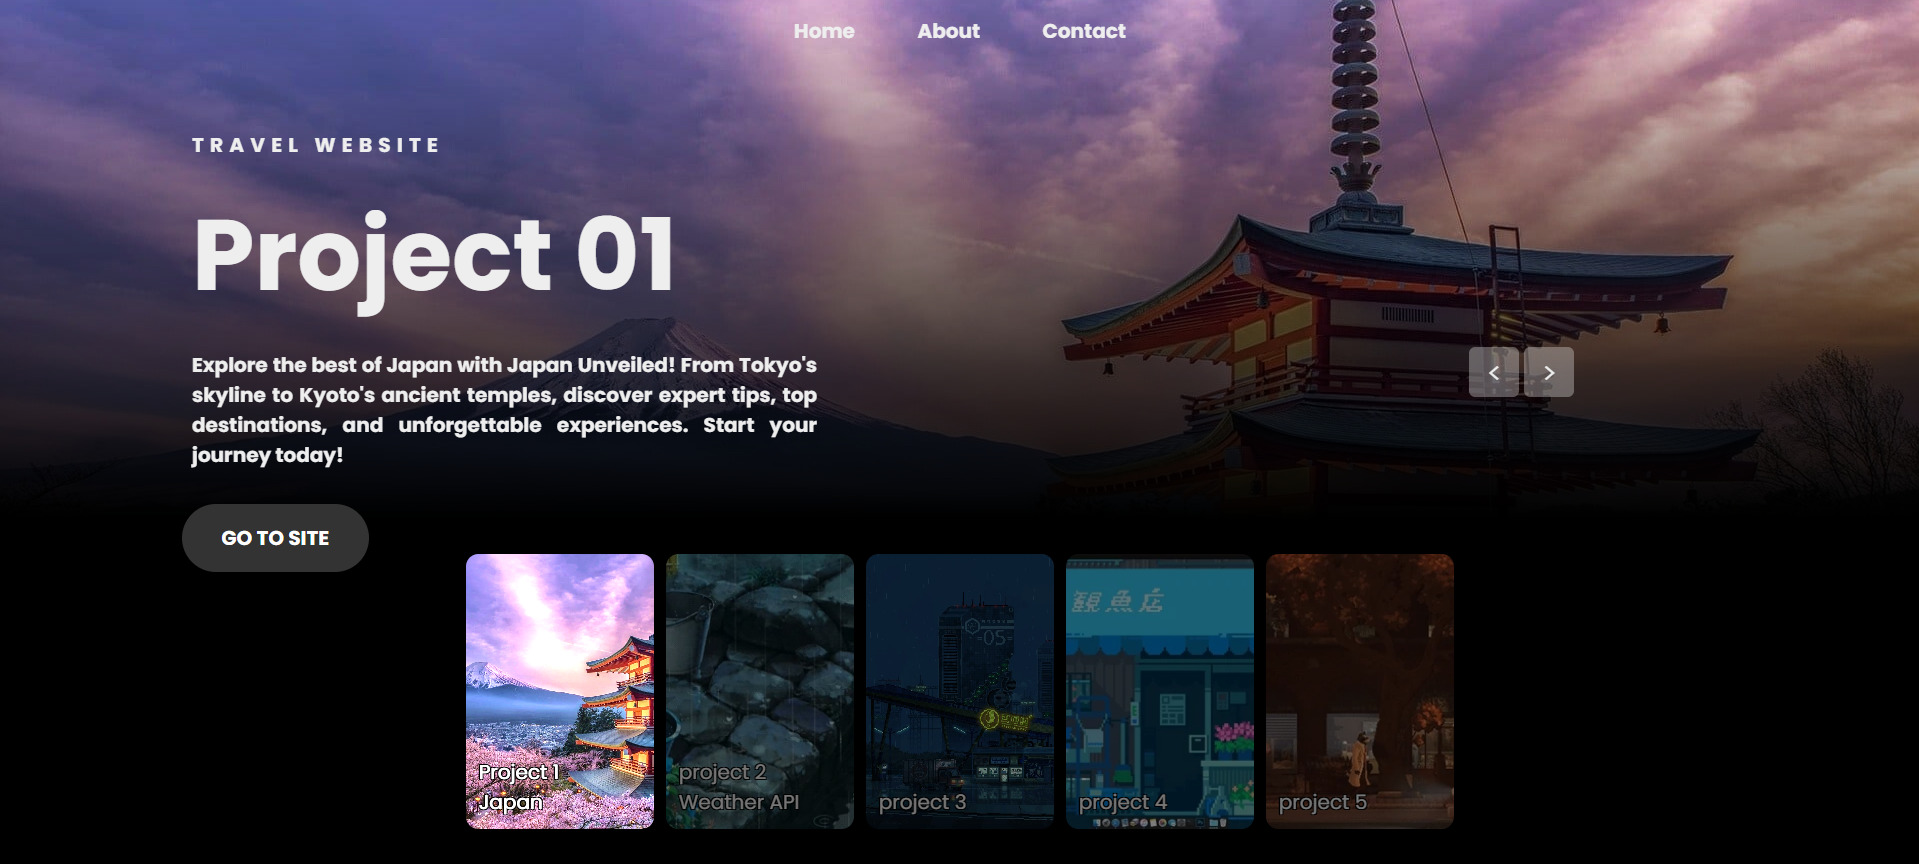 Home About Contact
TRAVEL WEBSITE
Project 01
Explore the best of Japan with Japan Unveiled! From Tokyo's
skyline to Kyoto's ancient temples, discover expert tips, top
destinations, and unforgettable experiences. Start your
journey today!
GO TO SITE
Project 1
Japan
project 2
Weather API
05
project 3
観魚店
project 4
project 5